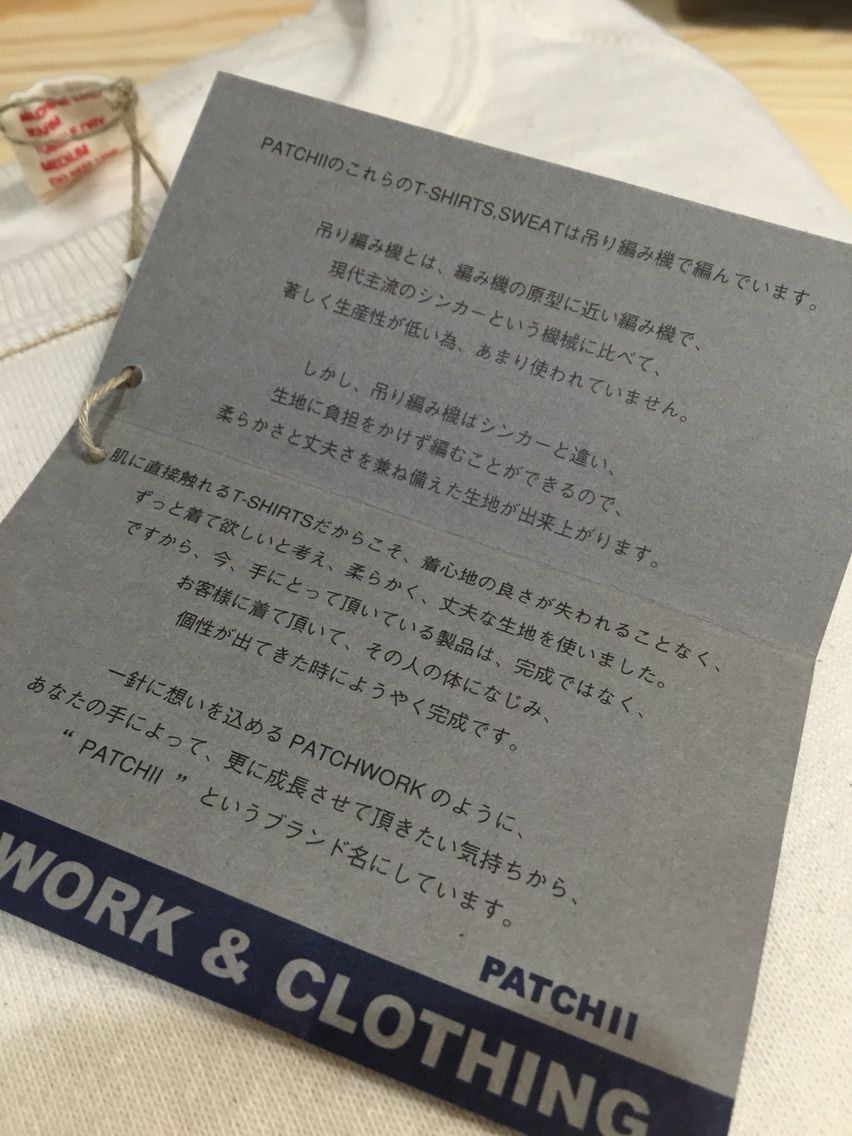 WARM
MEDIUM
PATCHIIのこれらのT-SHIRTS,SWEATは吊り編み機で編んでいます。
吊り編み機とは、編み機の原型に近い編み機で、
現代主流のシンカーという機械に比べて、
著しく生産性が低い為、あまり使われていません。
しかし、吊り編み機はシンカーと違い、
生地に負担をかけず編むことができるので、
柔らかさと丈夫さを兼ね備えた生地が出来上がります。
肌に直接触れるT-SHIRTSだからこそ、着心地の良さが失われることなく、
ずっと着て欲しいと考え、柔らかく、丈夫な生地を使いました。
ですから、今、手にとって頂いている製品は、完成ではなく、
お客様に着て頂いて、その人の体になじみ、
個性が出てきた時にようやく完成です。
一針に想いを込める PATCHWORK のように、
あなたの手によって、更に成長させて頂きたい気持ちから、
“ PATCHII ” というブランド名にしています。
PATCHII
WORK & CLOTHING